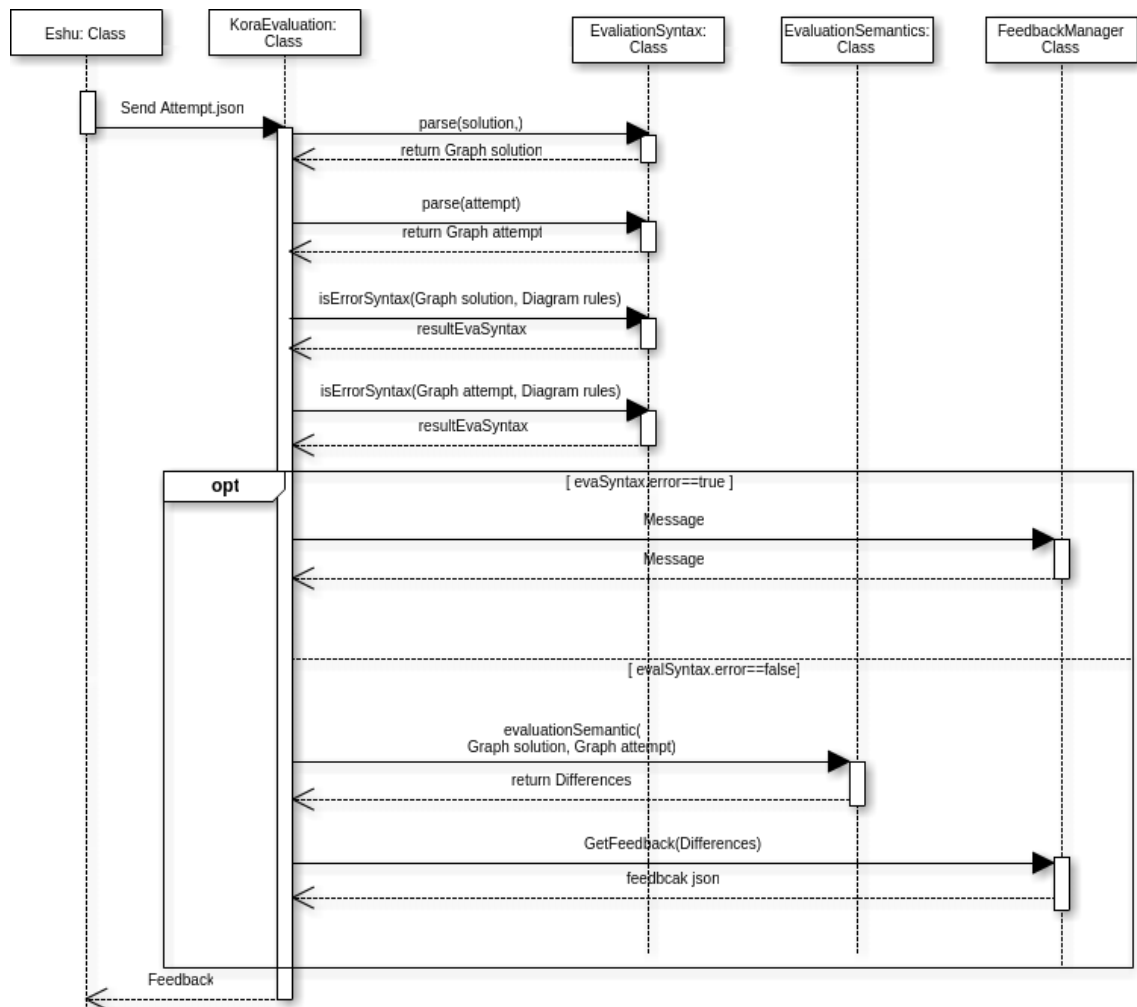 Eshu: Class
KoraEvaluation:
Class
EvaliationSyntax:
Class
EvaluationSemantics:
Class
FeedbackManager
Class
Send Attempt.json
parse(solution,)
return Graph solution
parse(attempt)
return Graph attempt
isErrorSyntax(Graph solution, Diagram rules)
resultEvaSyntax
isErrorSyntax(Graph attempt, Diagram rules)
resultEvaSyntax
opt
[ evaSyntax.error==true ]
Message
Message
[ evalSyntax.error==false]
evaluationSemantic(
Graph solution, Graph attempt)
return Differences
GetFeedback(Differences)
feedbcak json
Feedback